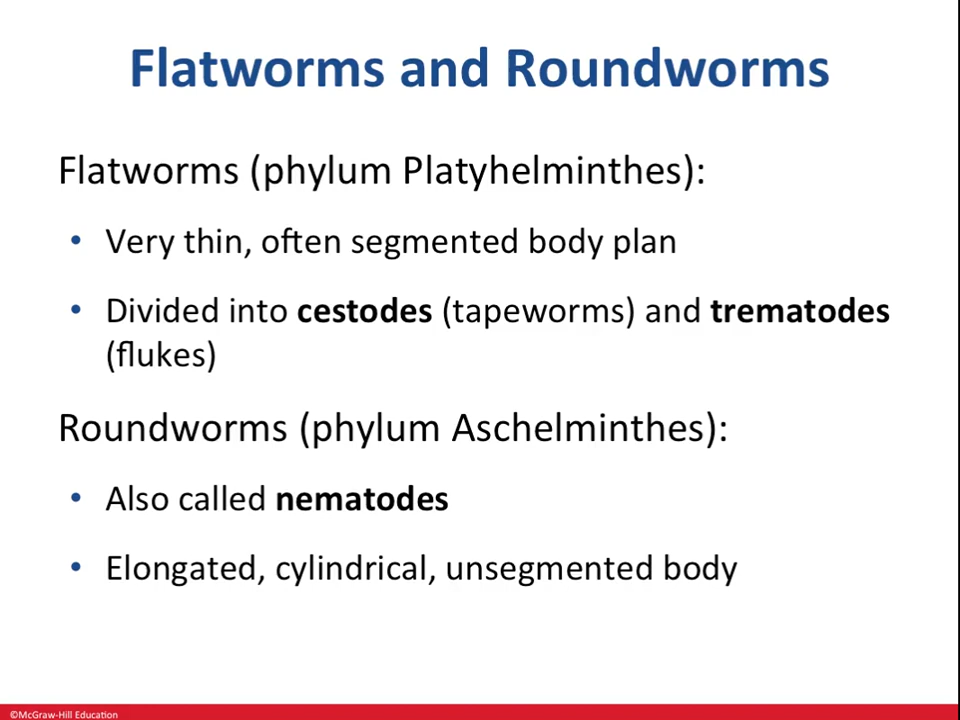 Flatworms and Roundworms
Flatworms (phylum Platyhelminthes):
• Very thin, often segmented body plan
• Divided into cestodes (tapeworms) and trematodes
(flukes)
Roundworms (phylum Aschelminthes):
• Also called nematodes
• Elongated, cylindrical, unsegmented body
©McGraw-Hill Education